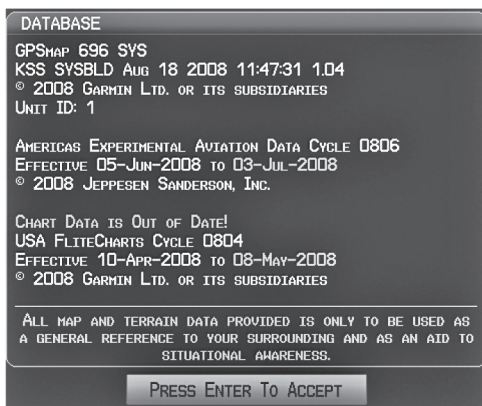 DATABASE
GPSMAP 696 SYS
KSS SYSBLD AUG 18 2008 11:47:31 1.04
© 2008 GARMIN LTD. OR ITS SUBSIDIARIES
UNIT ID: 1
AMERICAS EXPERIMENTAL AVIATION DATA CYCLE 0806
EFFECTIVE 05-JUN-2008 TO 03-JUL-2008
© 2008 JEPPESEN SANDERSON, INC.
CHART DATA IS OUT OF DATE!
USA FLITECHARTS CYCLE 0804
EFFECTIVE 10-APR-2008 TO 08-MAY-2008
© 2008 GARMIN LTD. OR ITS SUBSIDIARIES
ALL MAP AND TERRAIN DATA PROVIDED IS ONLY TO BE USED AS
A GENERAL REFERENCE TO YOUR SURROUNDING AND AS AN AID TO
SITUATIONAL AWARENESS.
PRESS ENTER TO ACCEPT